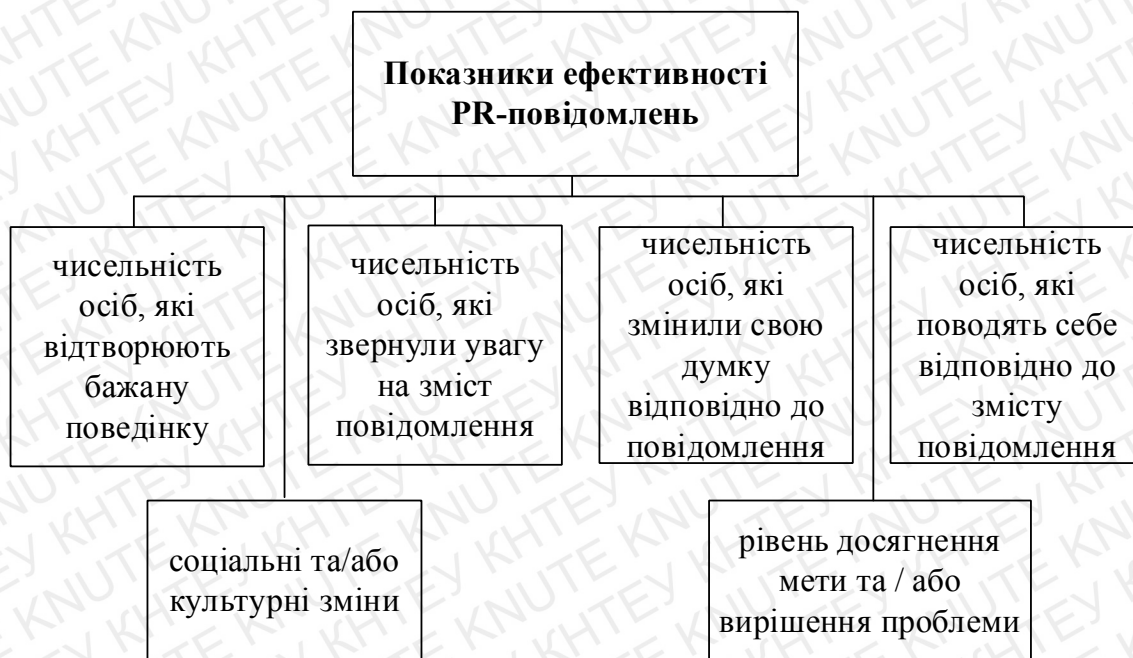 Показники ефективності
PR-повідомлень
чисельність
осіб, які
відтворюють
бажану
поведінку
чисельність
осіб, які
звернули увагу
на зміст
повідомлення
чисельність
осіб, які
змінили свою
думку
відповідно до
повідомлення
чисельність
осіб, які
поводять себе
відповідно до
змісту
повідомлення
соціальні та/або
культурні зміни
рівень досягнення
мети та / або
вирішення проблеми